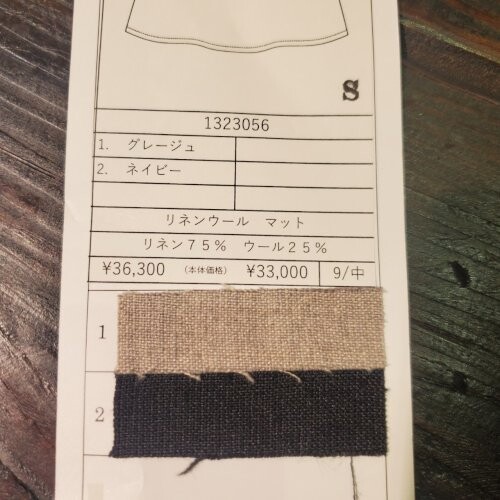 S
1323056
1. グレージュ
2. ネイビー
リネンウール マット
リネン75% ウール25%
¥36,300 (本体価格) ¥33,000 9/中
1
2